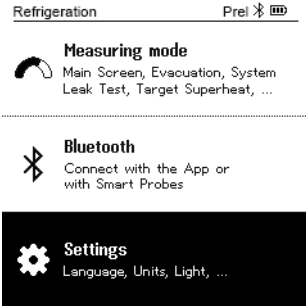 Refrigeration Prel
Measuring mode
Main Screen, Evacuation, System
Leak Test, Target Superheat, ...
Bluetooth
Connect with the App or
with Smart Probes
Settings
Language, Units, Light, ...